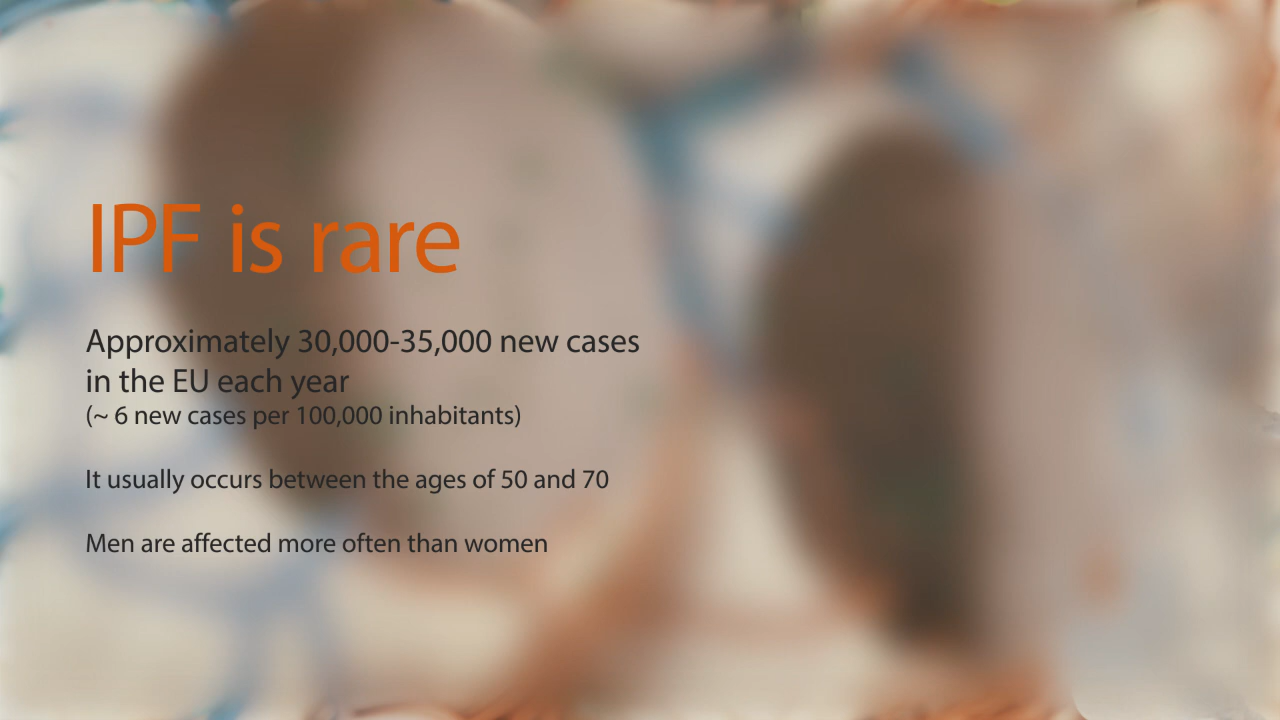 IPF is rare
Approximately 30,000-35,000 new cases
in the EU each year
(~ 6 new cases per 100,000 inhabitants)
It usually occurs between the ages of 50 and 70
Men are affected more often than women